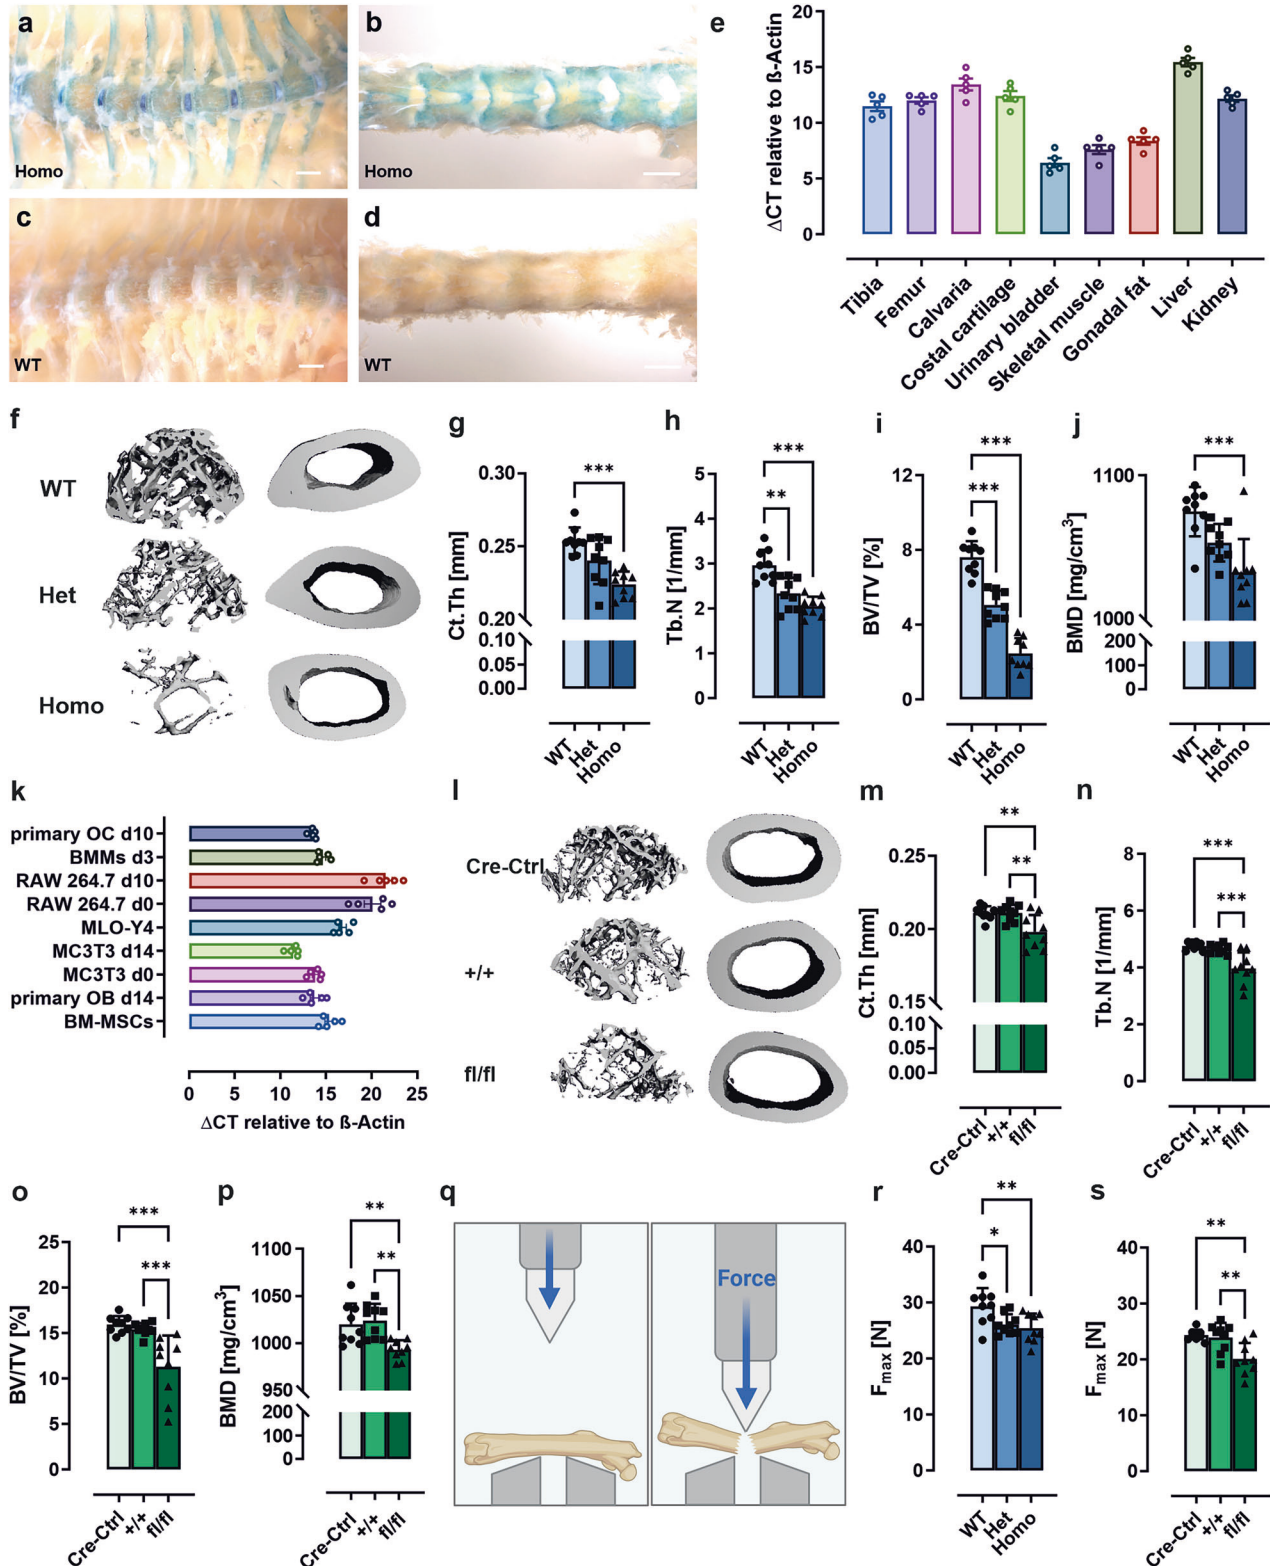 a
Homo
b
Homo
c
WT
d
WT
e
ΔCT relative to ß-Actin
20
15
10
5
0
Tibia
Femur
Calvaria
Costal cartilage
Urinary bladder
Skeletal muscle
Gonadal fat
Liver
Kidney
f
WT
Het
Homo
g
***
Ct.Th [mm]
0.30
0.25
0.20
0.10
0.05
0.00
WT
Het
Homo
h
***
**
Tb.N [1/mm]
5
4
3
2
1
0
WT
Het
Homo
i
***
***
BV/TV [%]
12
8
4
0
WT
Het
Homo
j
***
BMD [mg/cm³]
1100
1000
200
100
0
WT
Het
Homo
k
primary OC d10
BMMs d3
RAW 264.7 d10
RAW 264.7 d0
MLO-Y4
MC3T3 d14
MC3T3 d0
primary OB d14
BM-MSCs
0 5 10 15 20 25
ΔCT relative to ß-Actin
l
Cre-Ctrl
+/+
fl/fl
m
**
**
Ct.Th [mm]
0.25
0.20
0.15
0.10
0.05
0.00
Cre-Ctrl
+/+
fl/fl
n
***
***
Tb.N [1/mm]
8
6
4
2
0
Cre-Ctrl
+/+
fl/fl
o
***
***
BV/TV [%]
25
20
15
10
5
0
Cre-Ctrl
+/+
fl/fl
p
**
**
BMD [mg/cm³]
1100
1050
1000
950
200
100
0
Cre-Ctrl
+/+
fl/fl
q
Force
r
**
*
Fmax [N]
40
30
20
10
0
WT
Het
Homo
s
**
**
Fmax [N]
40
30
20
10
0
Cre-Ctrl
+/+
fl/fl